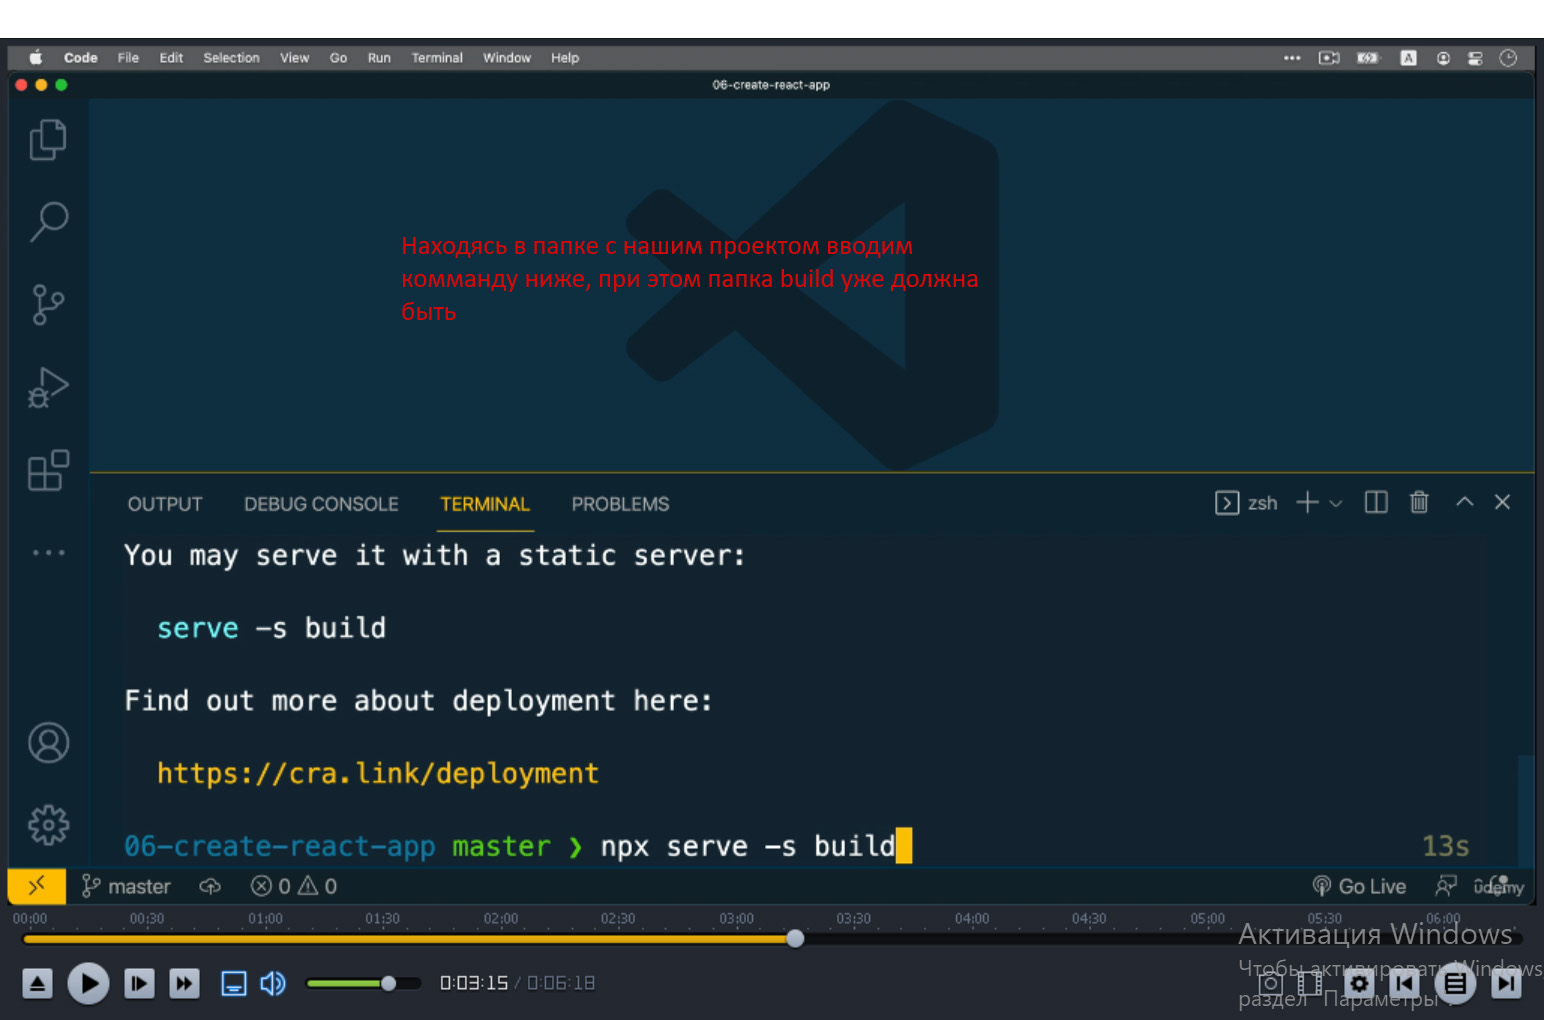 Code File Edit Selection View Go Run Terminal Window Help
A
06-create-react-app
Находясь в папке с нашим проектом вводим
комманду ниже, при этом папка build уже должна
быть
OUTPUT DEBUG CONSOLE TERMINAL PROBLEMS
zsh
You may serve it with a static server:
serve -s build
Find out more about deployment here:
https://cra.link/deployment
06-create-react-app master ❯ npx serve -s build
13s
master 0 0
Go Live
ûdemy
00:00 00:30 01:00 01:30 02:00 02:30 03:00 03:30 04:00 04:30 05:00 05:30 06:00
Активация Windows
Чтобы активировать Windows
раздел "Параметры".
0:03:15 / 0:06:18